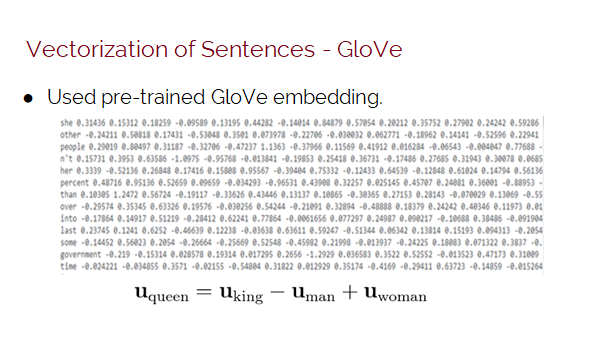 Vectorization of Sentences - GloVe
● Used pre-trained GloVe embedding.
she 0.31436 0.15312 0.18259 -0.09589 0.13195 0.44282 -0.14014 0.84879 0.57054 0.20212 0.35752 0.27902 0.24242 0.59286
other -0.24211 0.50818 0.17431 -0.53048 0.3501 0.073978 -0.22706 -0.030032 0.062771 -0.18962 0.14141 -0.52596 0.22941
people 0.29019 0.80497 0.31187 -0.32706 -0.47237 1.1363 -0.37966 0.11569 0.41912 0.016284 -0.06543 -0.004047 0.77688 -
n't 0.15731 0.3953 0.63586 -1.0975 -0.95768 -0.013841 -0.19853 0.25418 0.36731 -0.17486 0.27685 0.31943 0.30078 0.0685
her 0.3339 -0.52136 0.26848 0.17416 0.15808 0.95567 -0.39404 0.75332 -0.12433 0.64539 -0.12848 0.61024 0.14794 0.56136
percent 0.48716 0.95136 0.52659 0.09659 -0.034293 -0.96531 0.43908 0.32257 0.025145 0.45707 0.24081 0.36001 -0.88953 -
than 0.10305 1.2472 0.56724 -0.19117 -0.33626 0.43446 0.13137 0.10865 -0.30365 0.27153 0.28143 -0.070029 0.13069 -0.55
over -0.29574 0.35345 0.63326 0.19576 -0.030256 0.54244 -0.21091 0.32894 -0.48888 0.18379 0.24242 0.40346 0.11973 0.01
into -0.17864 0.14917 0.51219 -0.28412 0.62241 0.77864 -0.0061656 0.077297 0.24987 0.090217 -0.10688 0.38486 -0.091904
last 0.23745 0.1241 0.6252 -0.46639 0.12238 -0.03638 0.63611 0.59247 -0.51344 0.06342 0.13814 0.15193 0.094313 -0.2054
some -0.14452 0.56023 0.2054 -0.26664 -0.25669 0.52548 -0.45982 0.21998 -0.013937 -0.24225 0.18083 0.071322 0.3837 -0.
government -0.219 -0.15314 0.028578 0.19314 0.017295 0.2656 -1.2929 0.036583 0.3522 0.52552 -0.013523 0.47173 0.31009
time -0.024221 -0.034855 0.3571 -0.02155 -0.54804 0.31822 0.012929 0.35174 -0.4169 -0.29411 0.63723 -0.14859 -0.015264
u_queen = u_king − u_man + u_woman